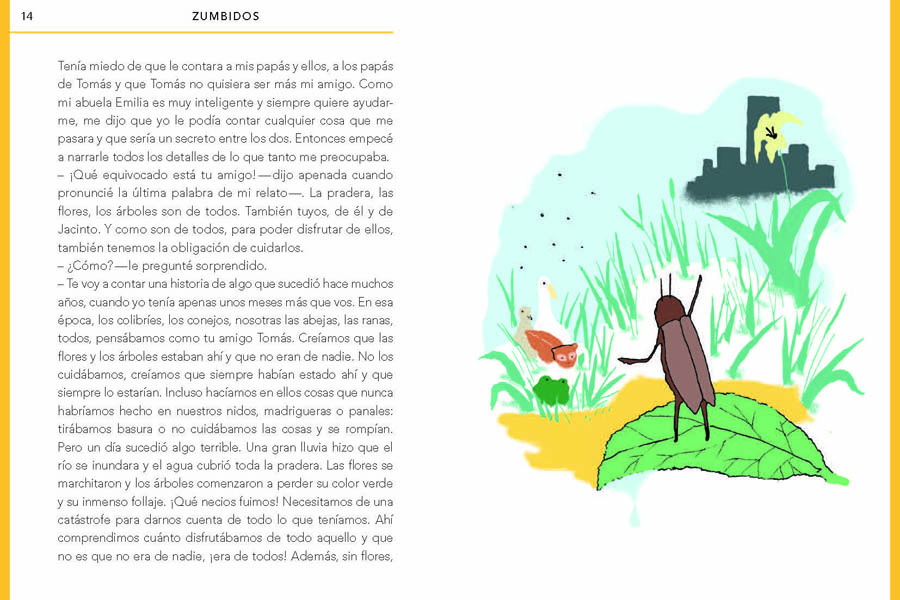 14
ZUMBIDOS
Tenía miedo de que le contara a mis papás y ellos, a los papás
de Tomás y que Tomás no quisiera ser más mi amigo. Como
mi abuela Emilia es muy inteligente y siempre quiere ayudar-
me, me dijo que yo le podía contar cualquier cosa que me
pasara y que sería un secreto entre los dos. Entonces empecé
a narrarle todos los detalles de lo que tanto me preocupaba.
– ¡Qué equivocado está tu amigo!—dijo apenada cuando
pronuncié la última palabra de mi relato—. La pradera, las
flores, los árboles son de todos. También tuyos, de él y de
Jacinto. Y como son de todos, para poder disfrutar de ellos,
también tenemos la obligación de cuidarlos.
– ¿Cómo?—le pregunté sorprendido.
– Te voy a contar una historia de algo que sucedió hace muchos
años, cuando yo tenía apenas unos meses más que vos. En esa
época, los colibríes, los conejos, nosotras las abejas, las ranas,
todos, pensábamos como tu amigo Tomás. Creíamos que las
flores y los árboles estaban ahí y que no eran de nadie. No los
cuidábamos, creíamos que siempre habían estado ahí y que
siempre lo estarían. Incluso hacíamos en ellos cosas que nunca
habríamos hecho en nuestros nidos, madrigueras o panales:
tirábamos basura o no cuidábamos las cosas y se rompían.
Pero un día sucedió algo terrible. Una gran lluvia hizo que el
río se inundara y el agua cubrió toda la pradera. Las flores se
marchitaron y los árboles comenzaron a perder su color verde
y su inmenso follaje. ¡Qué necios fuimos! Necesitamos de una
catástrofe para darnos cuenta de todo lo que teníamos. Ahí
comprendimos cuánto disfrutábamos de todo aquello y que
no es que no era de nadie, ¡era de todos! Además, sin flores,